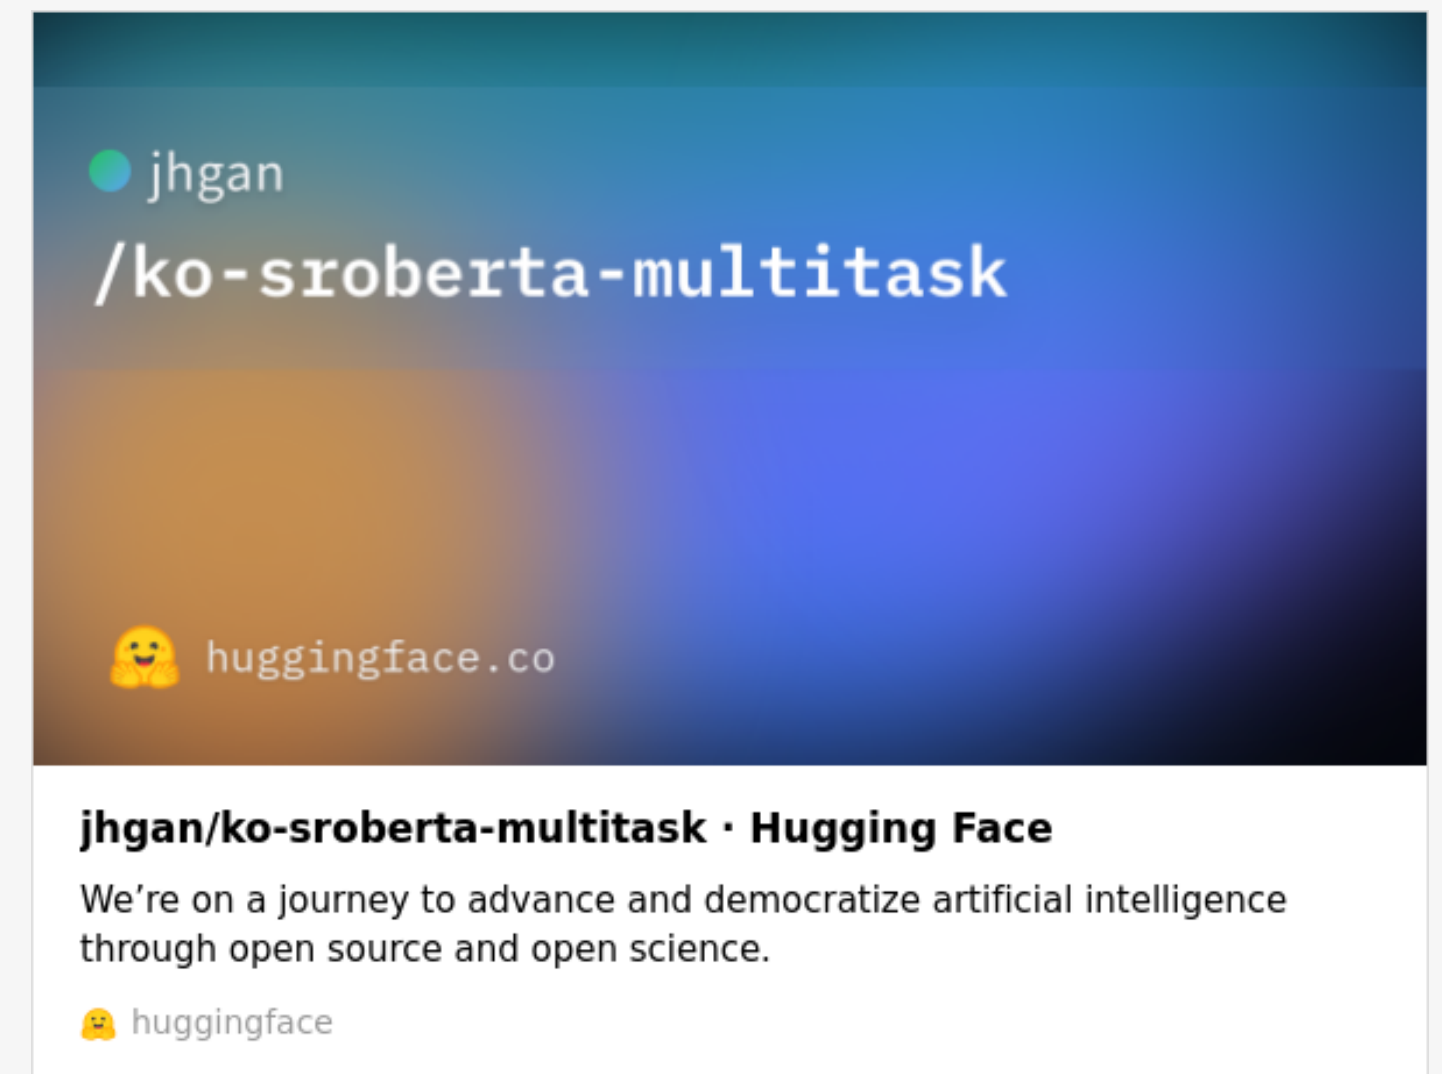 jhgan
/ko-sroberta-multitask
huggingface.co
jhgan/ko-sroberta-multitask · Hugging Face
We’re on a journey to advance and democratize artificial intelligence
through open source and open science.
huggingface